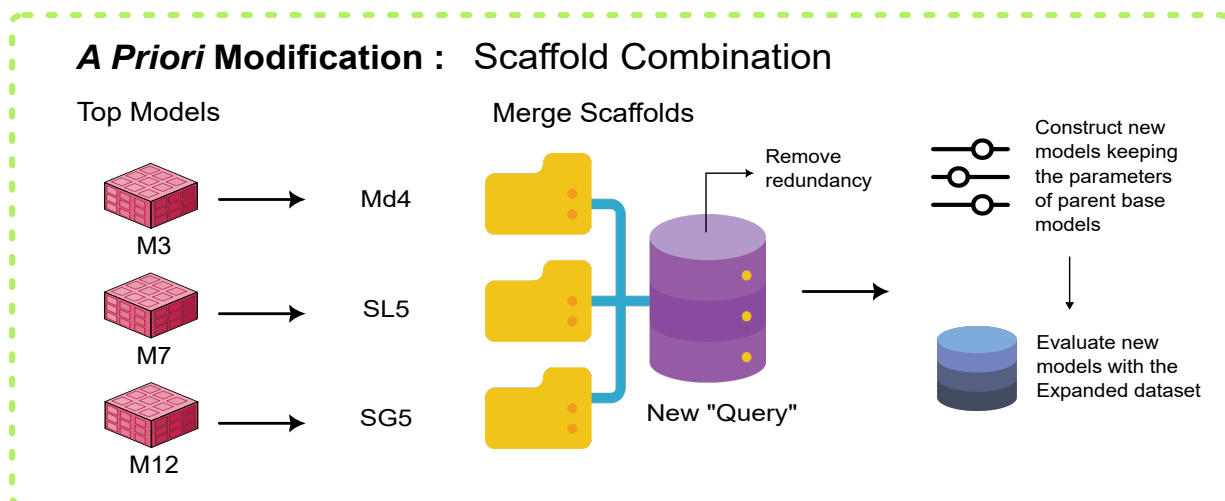 A Priori Modification : Scaffold Combination
Top Models
M3
Md4
M7
SL5
M12
SG5
Merge Scaffolds
Remove
redundancy
New "Query"
Construct new
models keeping
the parameters
of parent base
models
Evaluate new
models with the
Expanded dataset